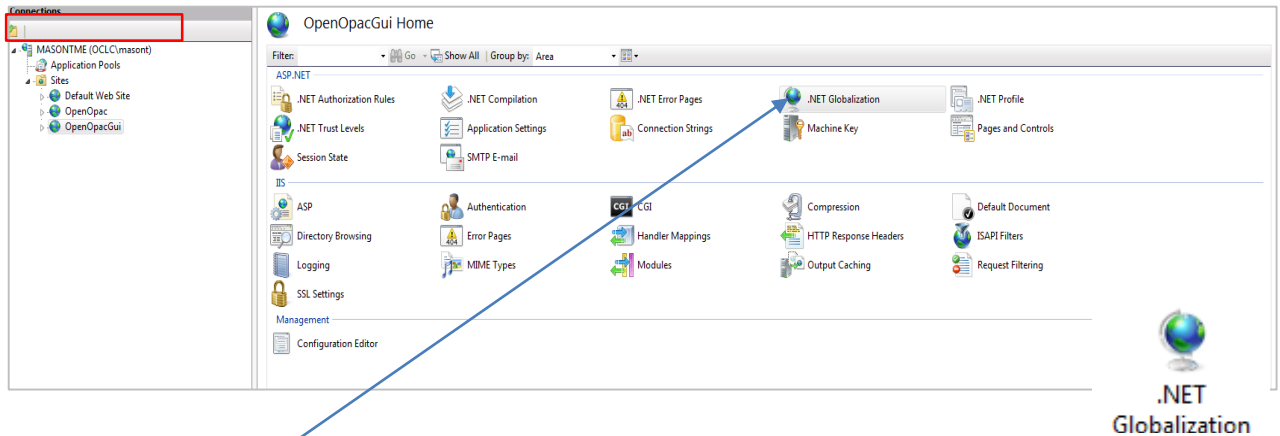 Connections
OpenOpacGui Home
MASONTME (OCLC\masont)
Application Pools
Sites
Default Web Site
OpenOpac
OpenOpacGui
Filter: Go Show All Group by: Area
ASP.NET
.NET Authorization Rules .NET Compilation .NET Error Pages .NET Globalization .NET Profile
.NET Trust Levels Application Settings Connection Strings Machine Key Pages and Controls
Session State SMTP E-mail
IIS
ASP Authentication CGI Compression Default Document
Directory Browsing Error Pages Handler Mappings HTTP Response Headers ISAPI Filters
Logging MIME Types Modules Output Caching Request Filtering
SSL Settings
Management
Configuration Editor
.NET
Globalization